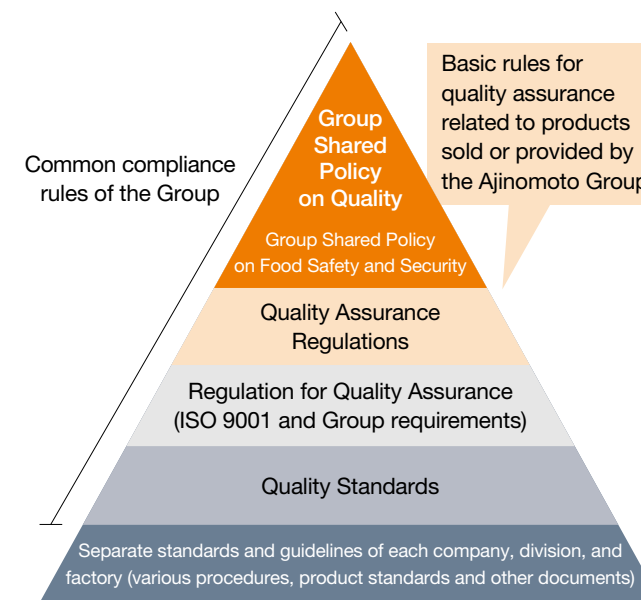 Group
Shared
Policy
on Quality
Group Shared Policy
on Food Safety and Security
Basic rules for
quality assurance
related to products
sold or provided by
the Ajinomoto Group
Common compliance
rules of the Group
Quality Assurance
Regulations
Regulation for Quality Assurance
(ISO 9001 and Group requirements)
Quality Standards
Separate standards and guidelines of each company, division, and
factory (various procedures, product standards and other documents)